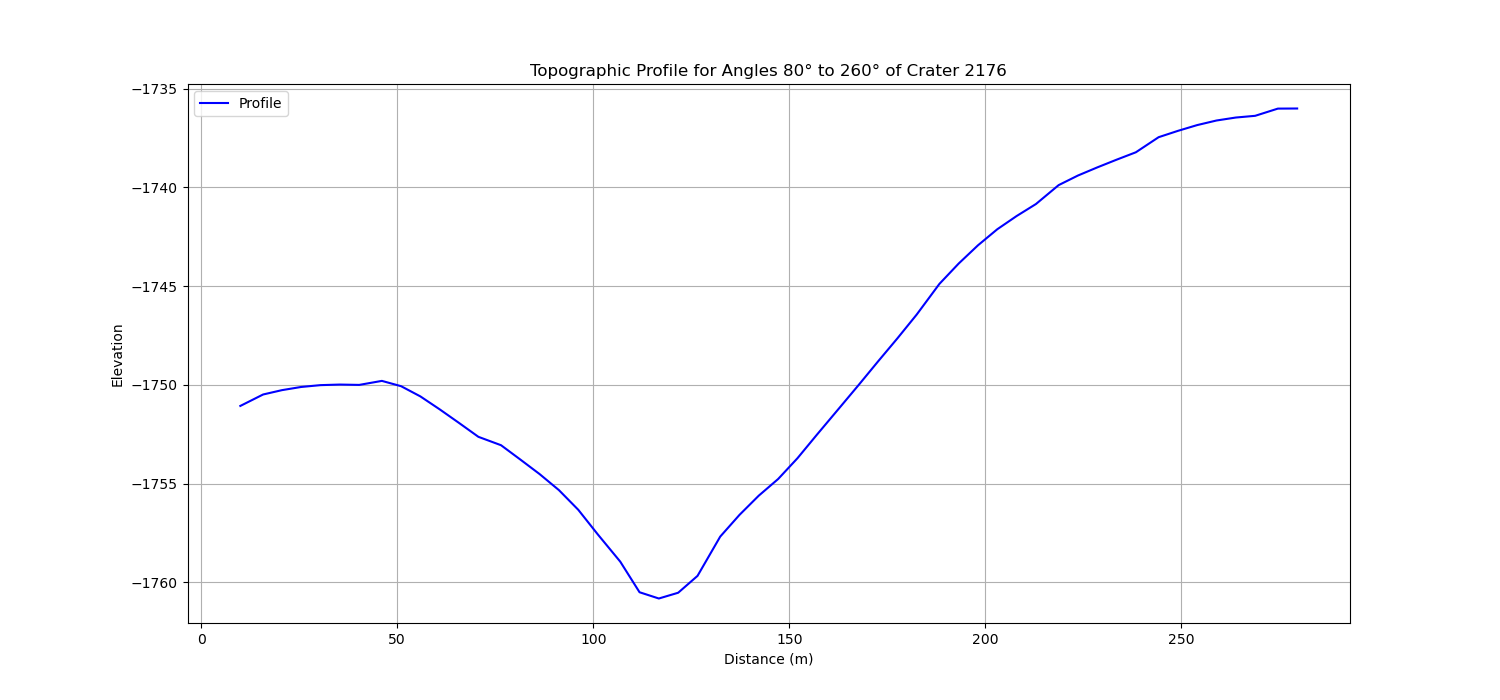 Topographic Profile for Angles 80° to 260° of Crater 2176
Profile
−1735
−1740
−1745
−1750
−1755
−1760
Elevation
0 50 100 150 200 250
Distance (m)